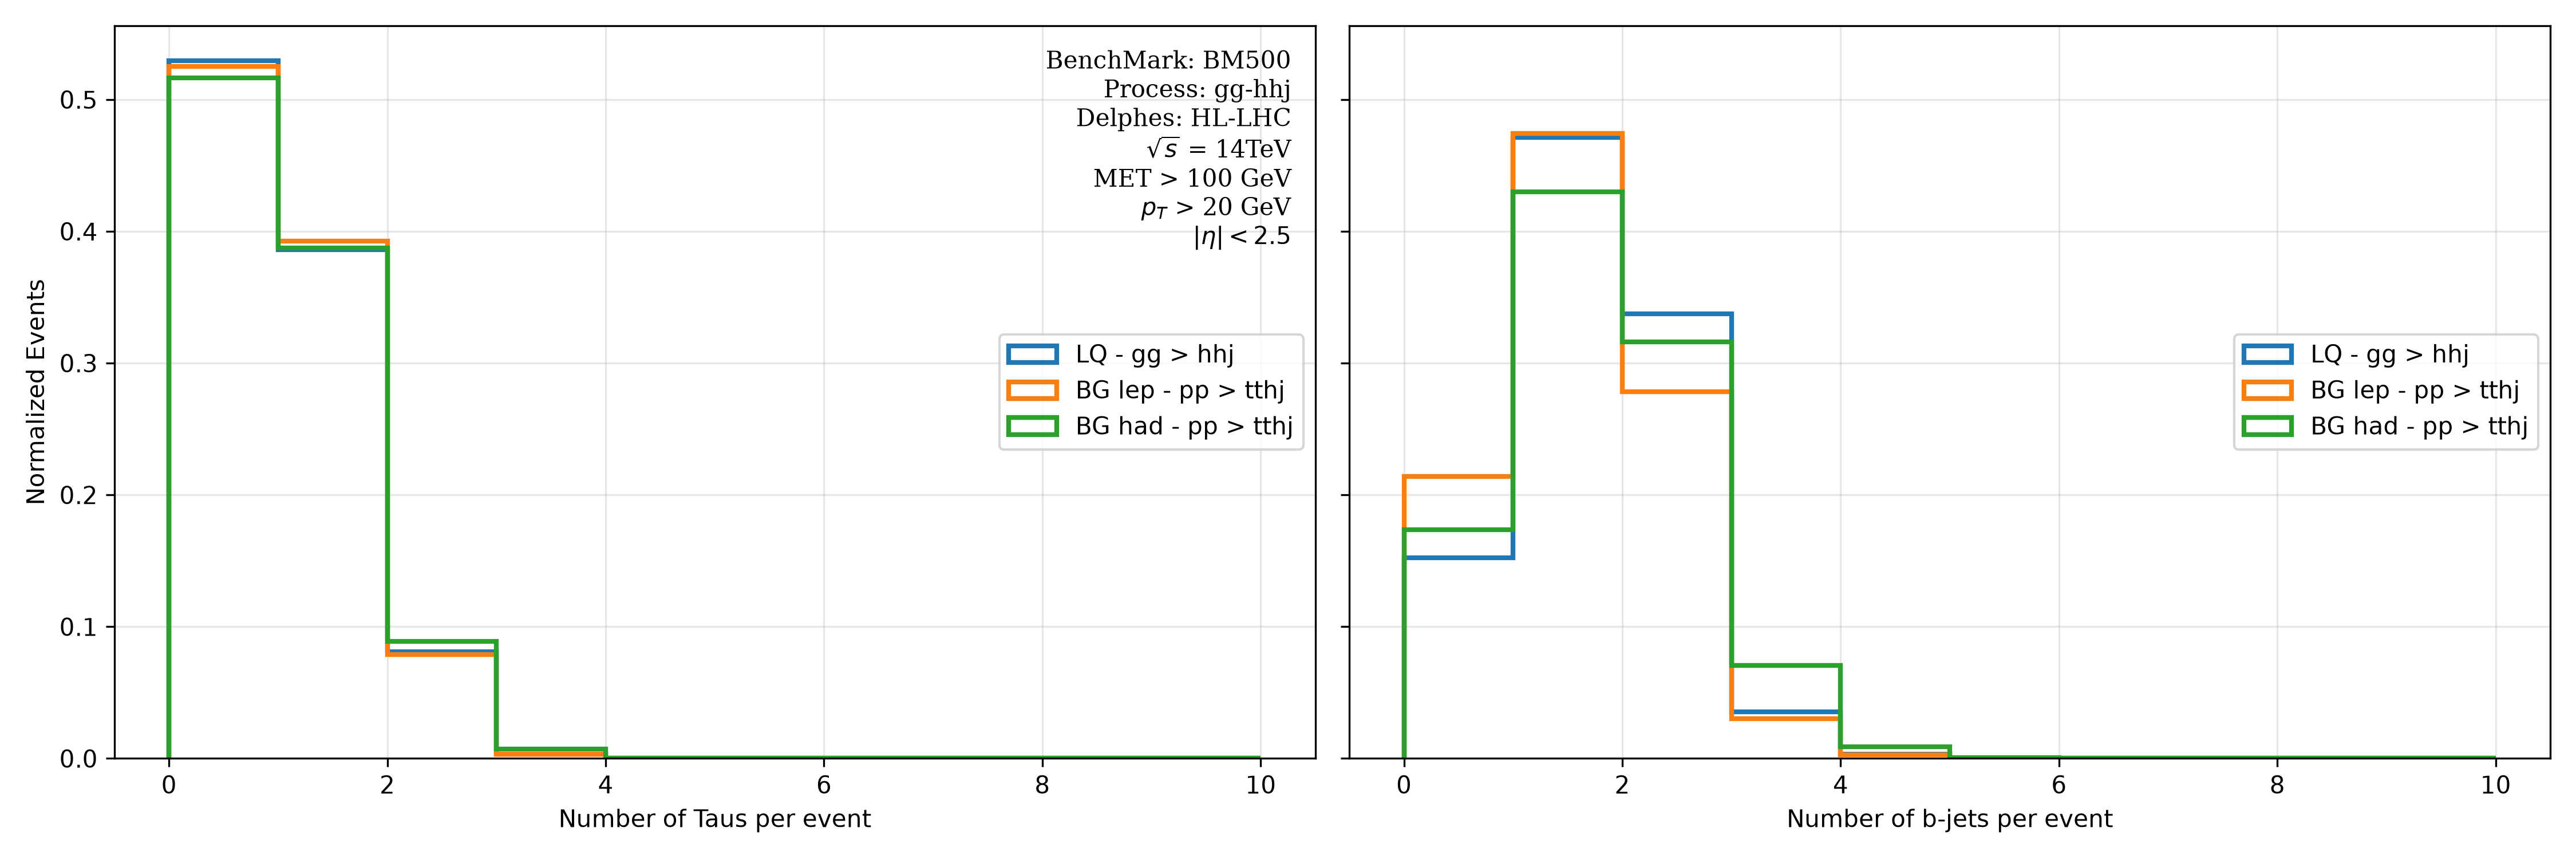 BenchMark: BM500
Process: gg-hhj
Delphes: HL-LHC
√s = 14TeV
MET > 100 GeV
p_T > 20 GeV
|η| < 2.5
LQ - gg > hhj
BG lep - pp > tthj
BG had - pp > tthj
Normalized Events
0.5
0.4
0.3
0.2
0.1
0.0
0 2 4 6 8 10
Number of Taus per event
LQ - gg > hhj
BG lep - pp > tthj
BG had - pp > tthj
0 2 4 6 8 10
Number of b-jets per event